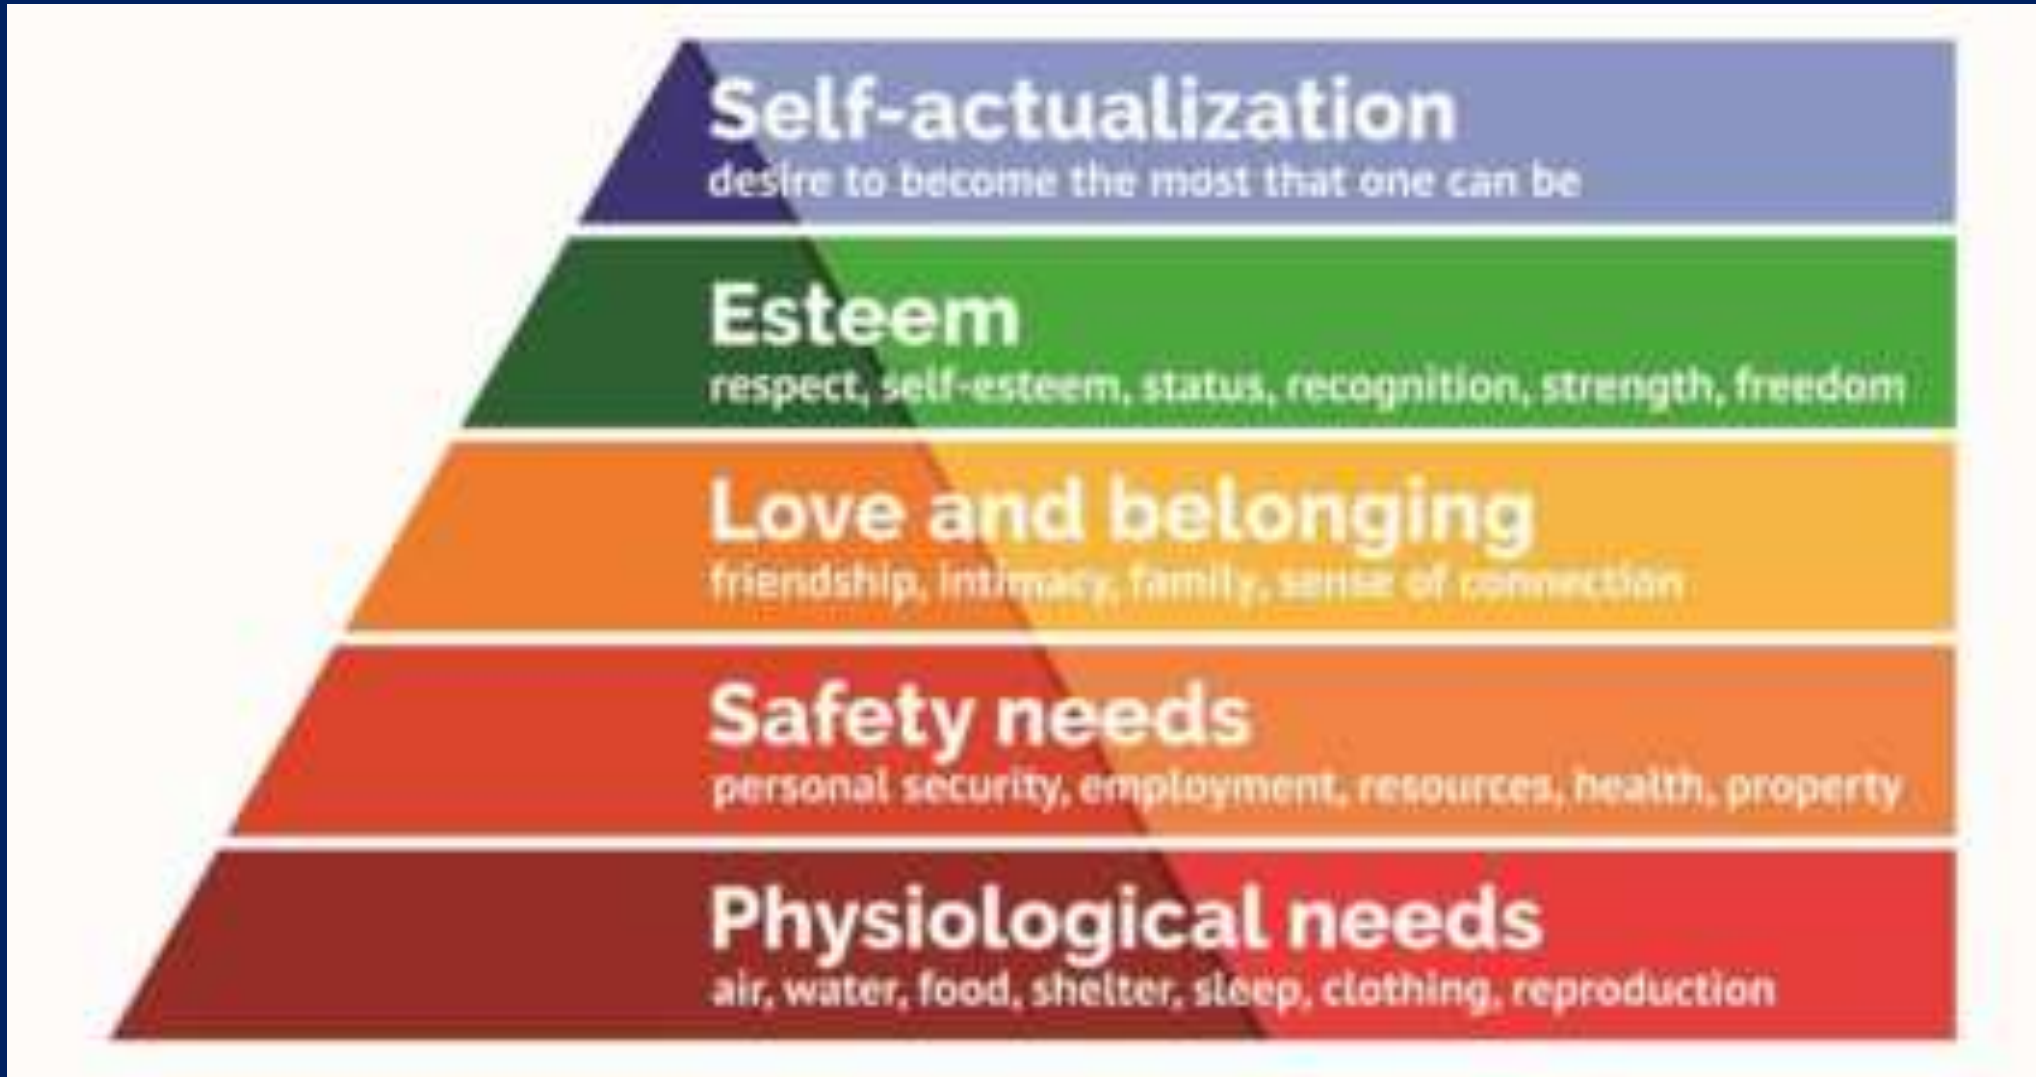 Self-actualization
desire to become the most that one can be
Esteem
respect, self-esteem, status, recognition, strength, freedom
Love and belonging
friendship, intimacy, family, sense of connection
Safety needs
personal security, employment, resources, health, property
Physiological needs
air, water, food, shelter, sleep, clothing, reproduction